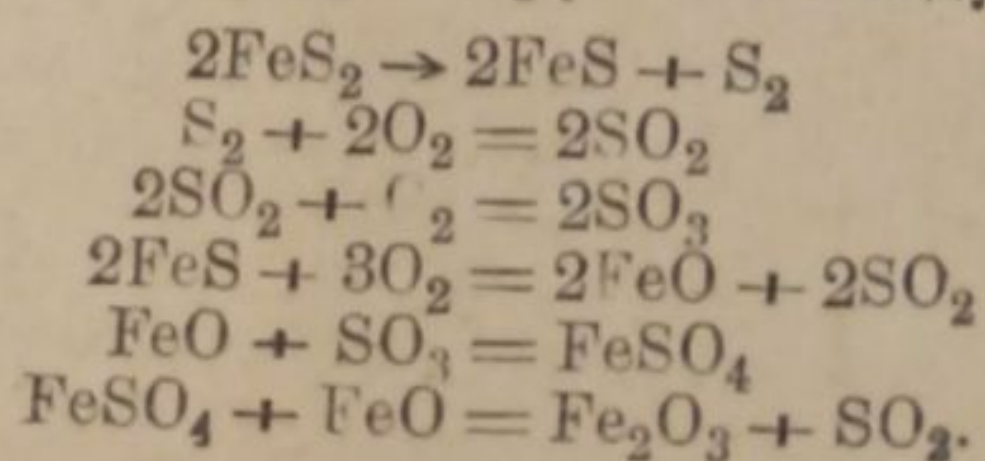 2FeS₂ → 2FeS + S₂
S₂ + 2O₂ = 2SO₂
2SO₂ + O₂ = 2SO₃
2FeS + 3O₂ = 2FeO + 2SO₂
FeO + SO₃ = FeSO₄
FeSO₄ + FeO = Fe₂O₃ + SO₂.